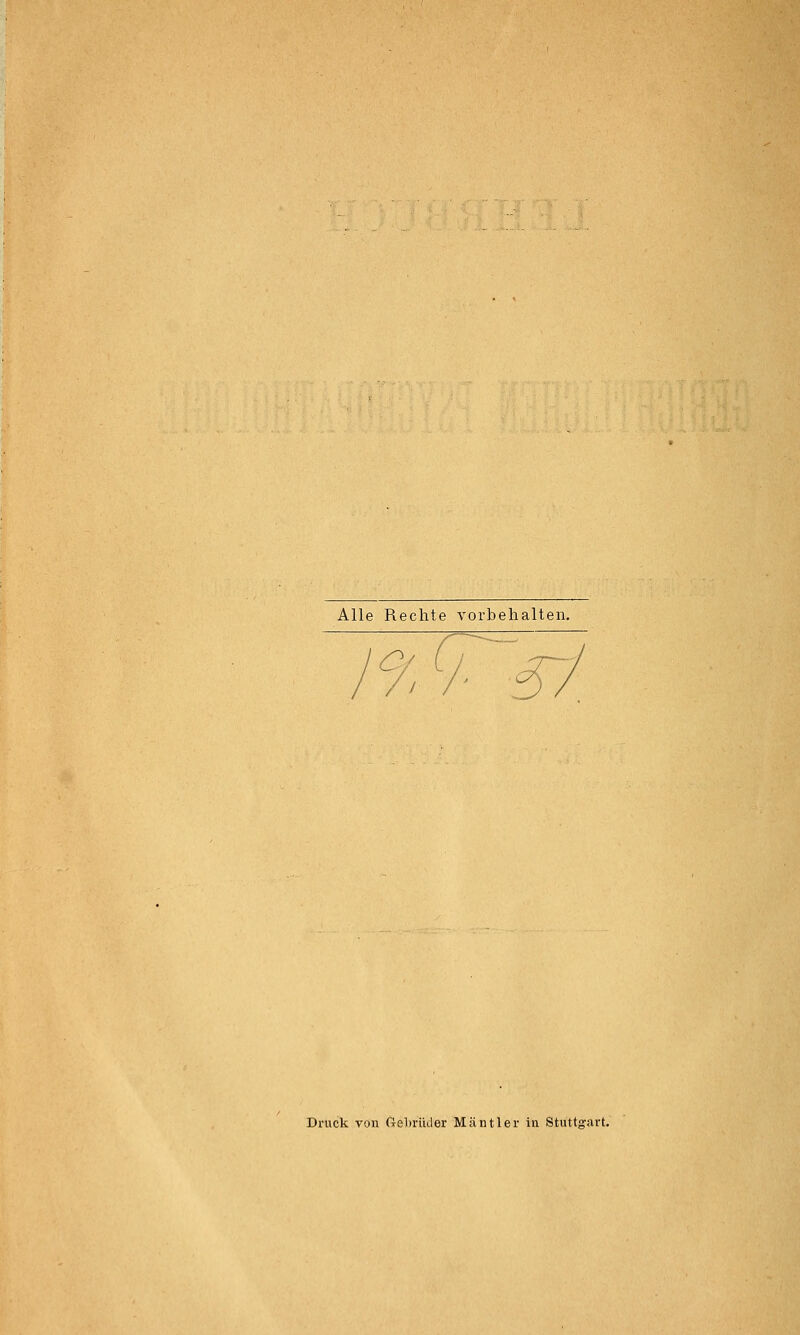 Alle Rechte vorbehalten.
Druck von Gebrüder Mäntler in Stuttgart.